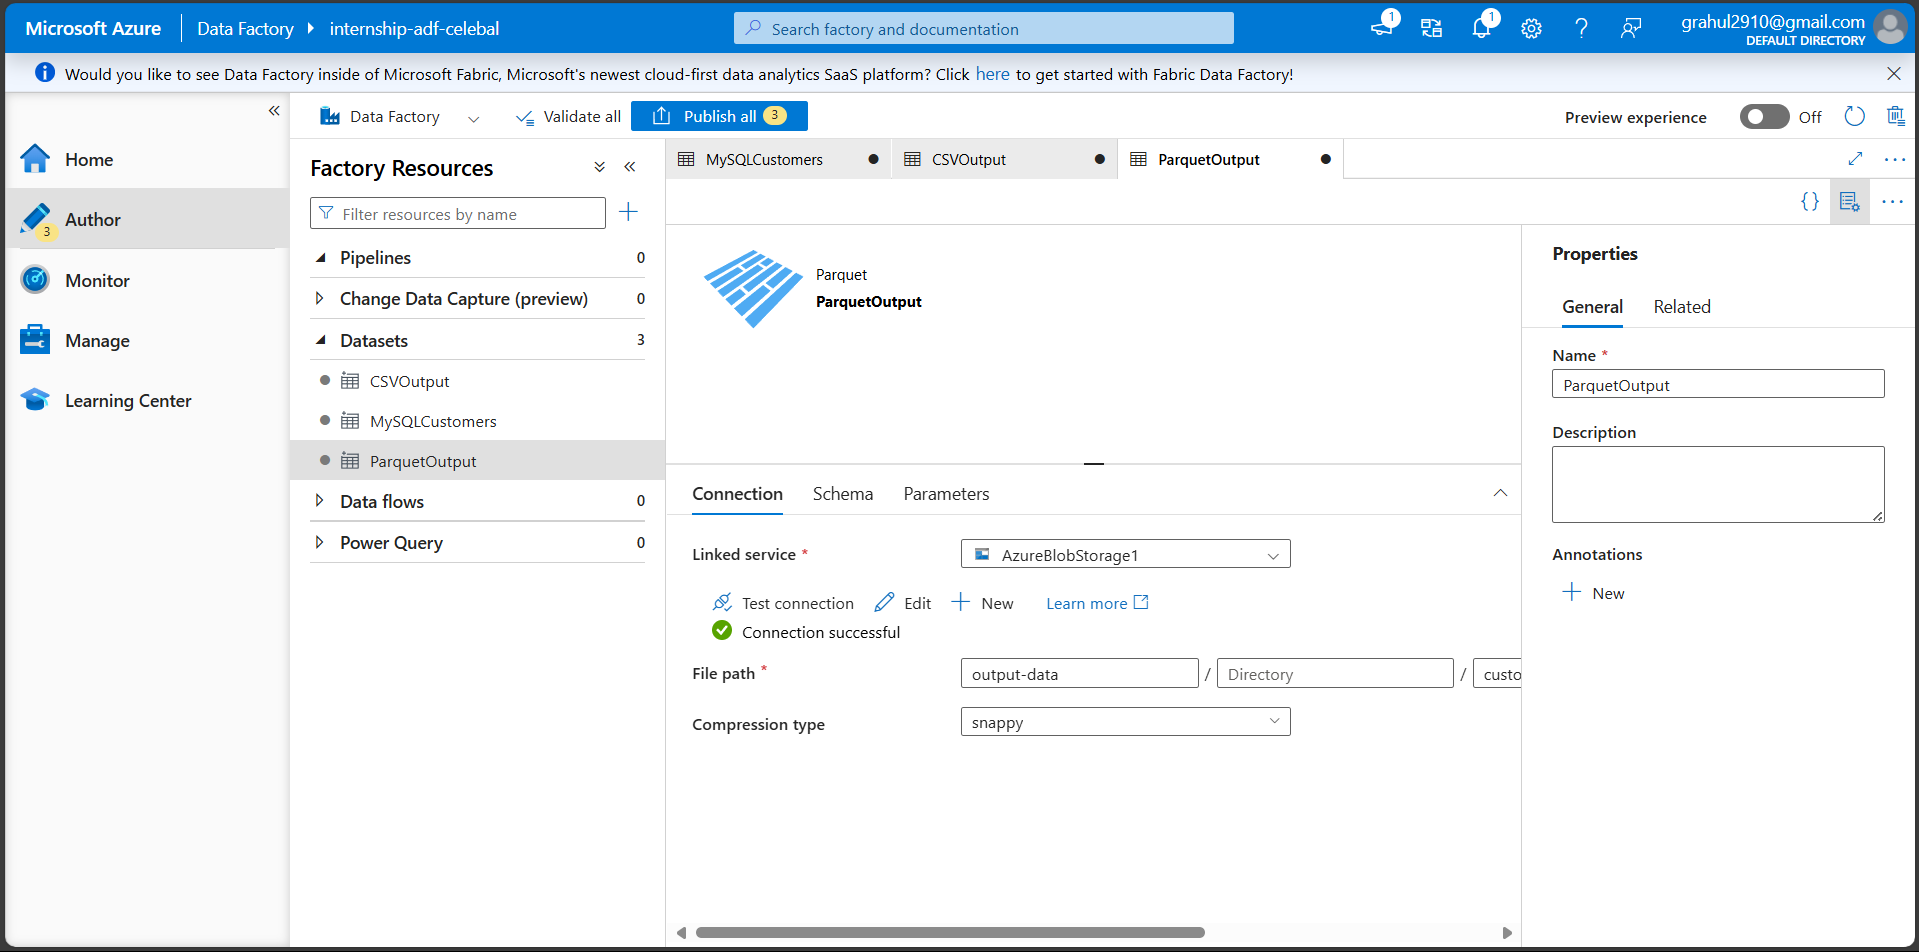 Microsoft Azure
Data Factory
internship-adf-celebal
Search factory and documentation
1
1
grahul2910@gmail.com
DEFAULT DIRECTORY
Would you like to see Data Factory inside of Microsoft Fabric, Microsoft's newest cloud-first data analytics SaaS platform? Click here to get started with Fabric Data Factory!
Home
Author
3
Monitor
Manage
Learning Center
Data Factory
Validate all
Publish all 3
Preview experience
Off
Factory Resources
Filter resources by name
Pipelines 0
Change Data Capture (preview) 0
Datasets 3
CSVOutput
MySQLCustomers
ParquetOutput
Data flows 0
Power Query 0
MySQLCustomers
CSVOutput
ParquetOutput
{}
Parquet
ParquetOutput
Connection
Schema
Parameters
Linked service *
AzureBlobStorage1
Test connection
Edit
New
Learn more
Connection successful
File path *
output-data / Directory / custo
Compression type
snappy
Properties
General
Related
Name *
ParquetOutput
Description
Annotations
New